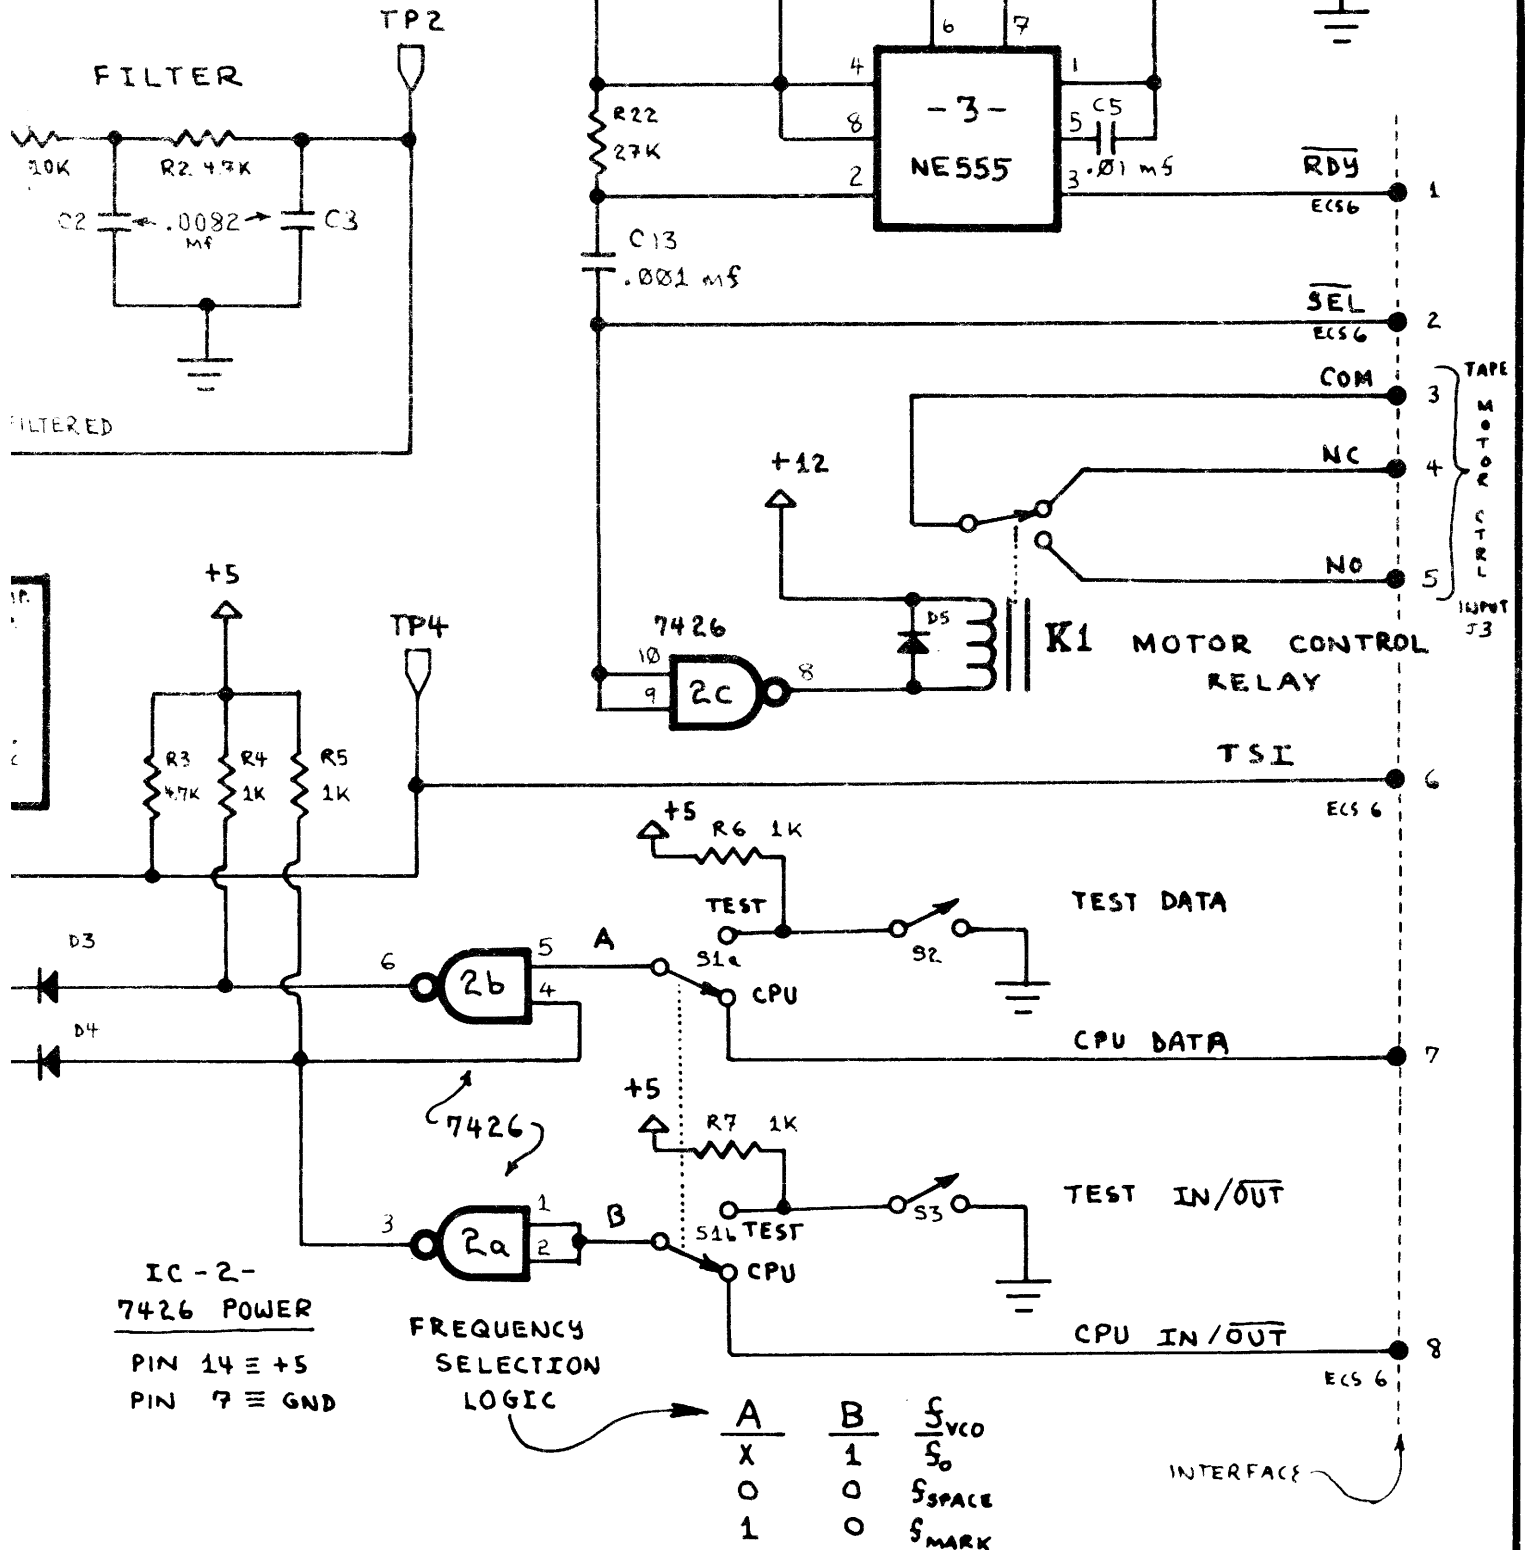 TP2
FILTER
10K
R2 4.7K
C2
.0082
mf
C3
FILTERED
6
7
4
8
2
-3-
NE555
1
5
3
C5
.01 mf
R22
27K
C13
.001 mf
RDY
ECS6
1
SEL
ECS6
2
COM
3
NC
4
NO
5
TAPE
MOTOR
CTRL
INPUT
J3
+12
D5
K1 MOTOR CONTROL
RELAY
7426
10
9
2c
8
+5
TP4
R3
4.7K
R4
1K
R5
1K
TSI
6
ECS 6
+5
R6 1K
TEST
S1a
CPU
S2
TEST DATA
A
5
4
2b
6
D3
D4
CPU DATA
7
7426
+5
R7 1K
S1b TEST
CPU
S3
TEST IN/OUT
B
1
2
2a
3
CPU IN/OUT
8
ECS 6
IC -2-
7426 POWER
PIN 14 ≡ +5
PIN 7 ≡ GND
FREQUENCY
SELECTION
LOGIC
A B fVCO
X 1 fo
0 0 fSPACE
1 0 fMARK
INTERFACE